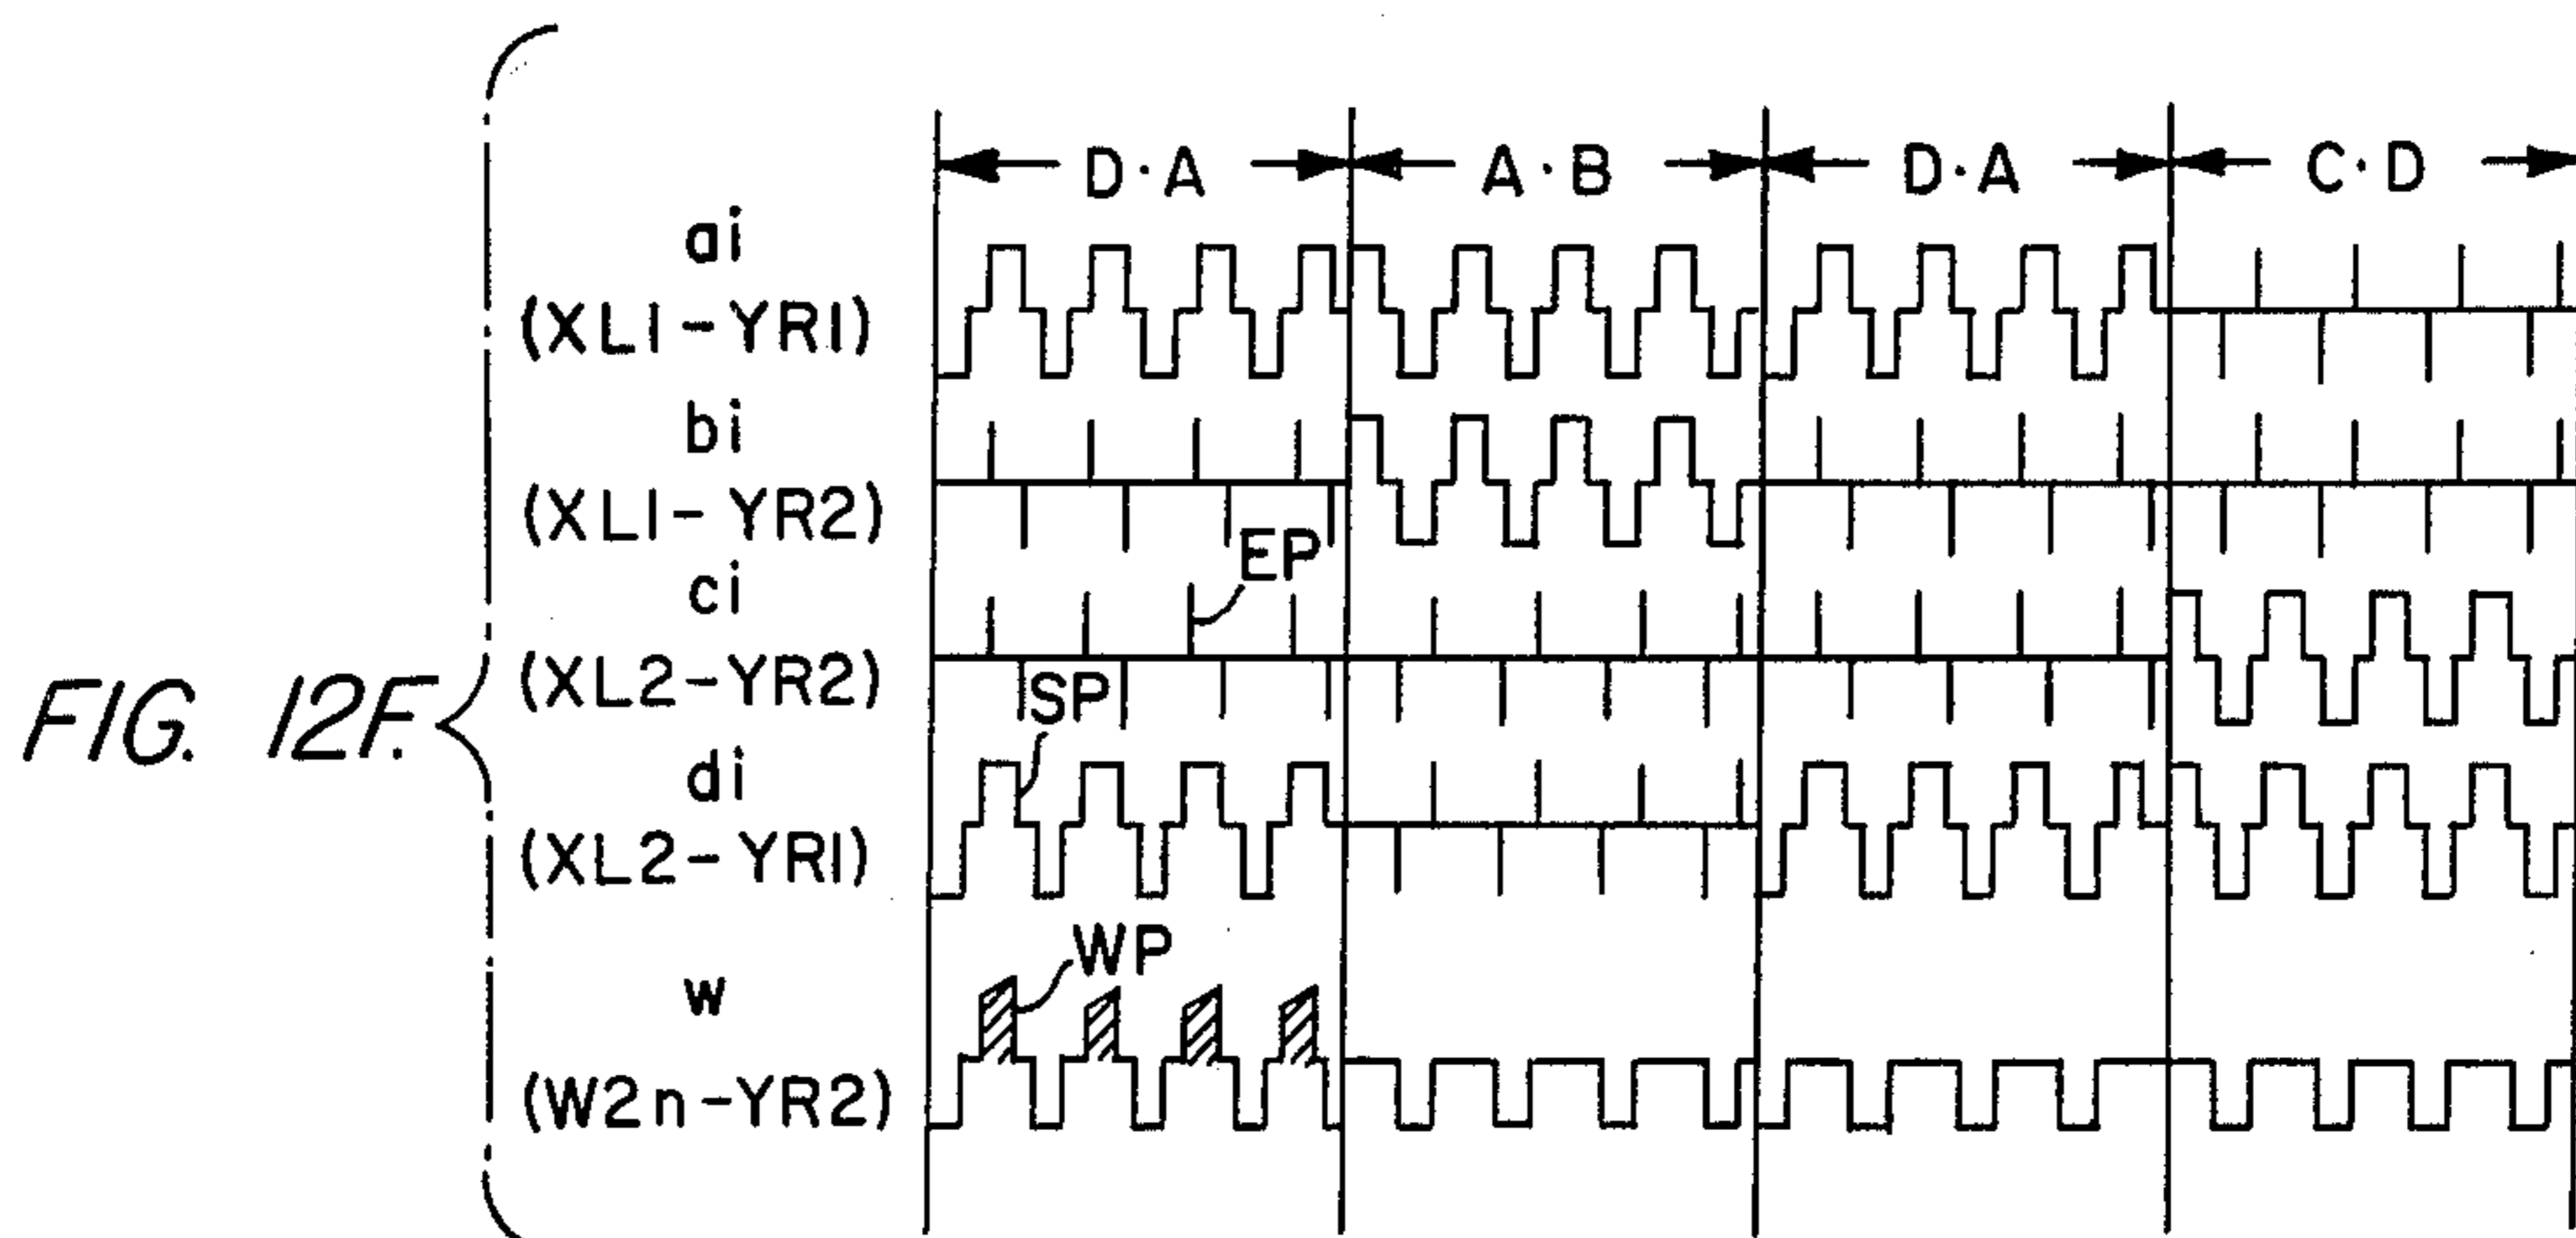 D·A A·B D·A C·D
ai
(XL1-YR1)
bi
(XL1-YR2)
EP
ci
(XL2-YR2)
SP
FIG. 12F.
di
(XL2-YR1)
WP
w
(W2n-YR2)